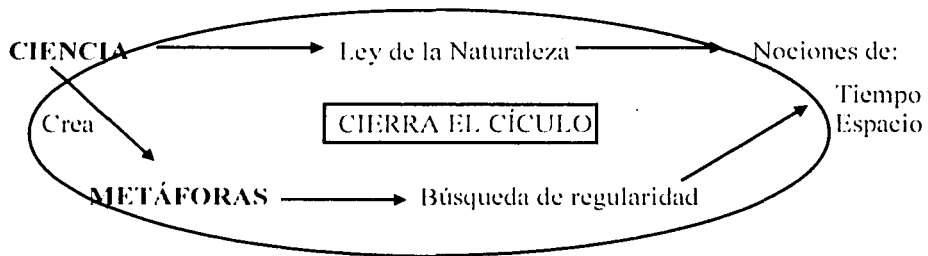 CIENCIA Ley de la Naturaleza Nociones de:
Tiempo
Crea CIERRA EL CÍCULO Espacio
METÁFORAS Búsqueda de regularidad